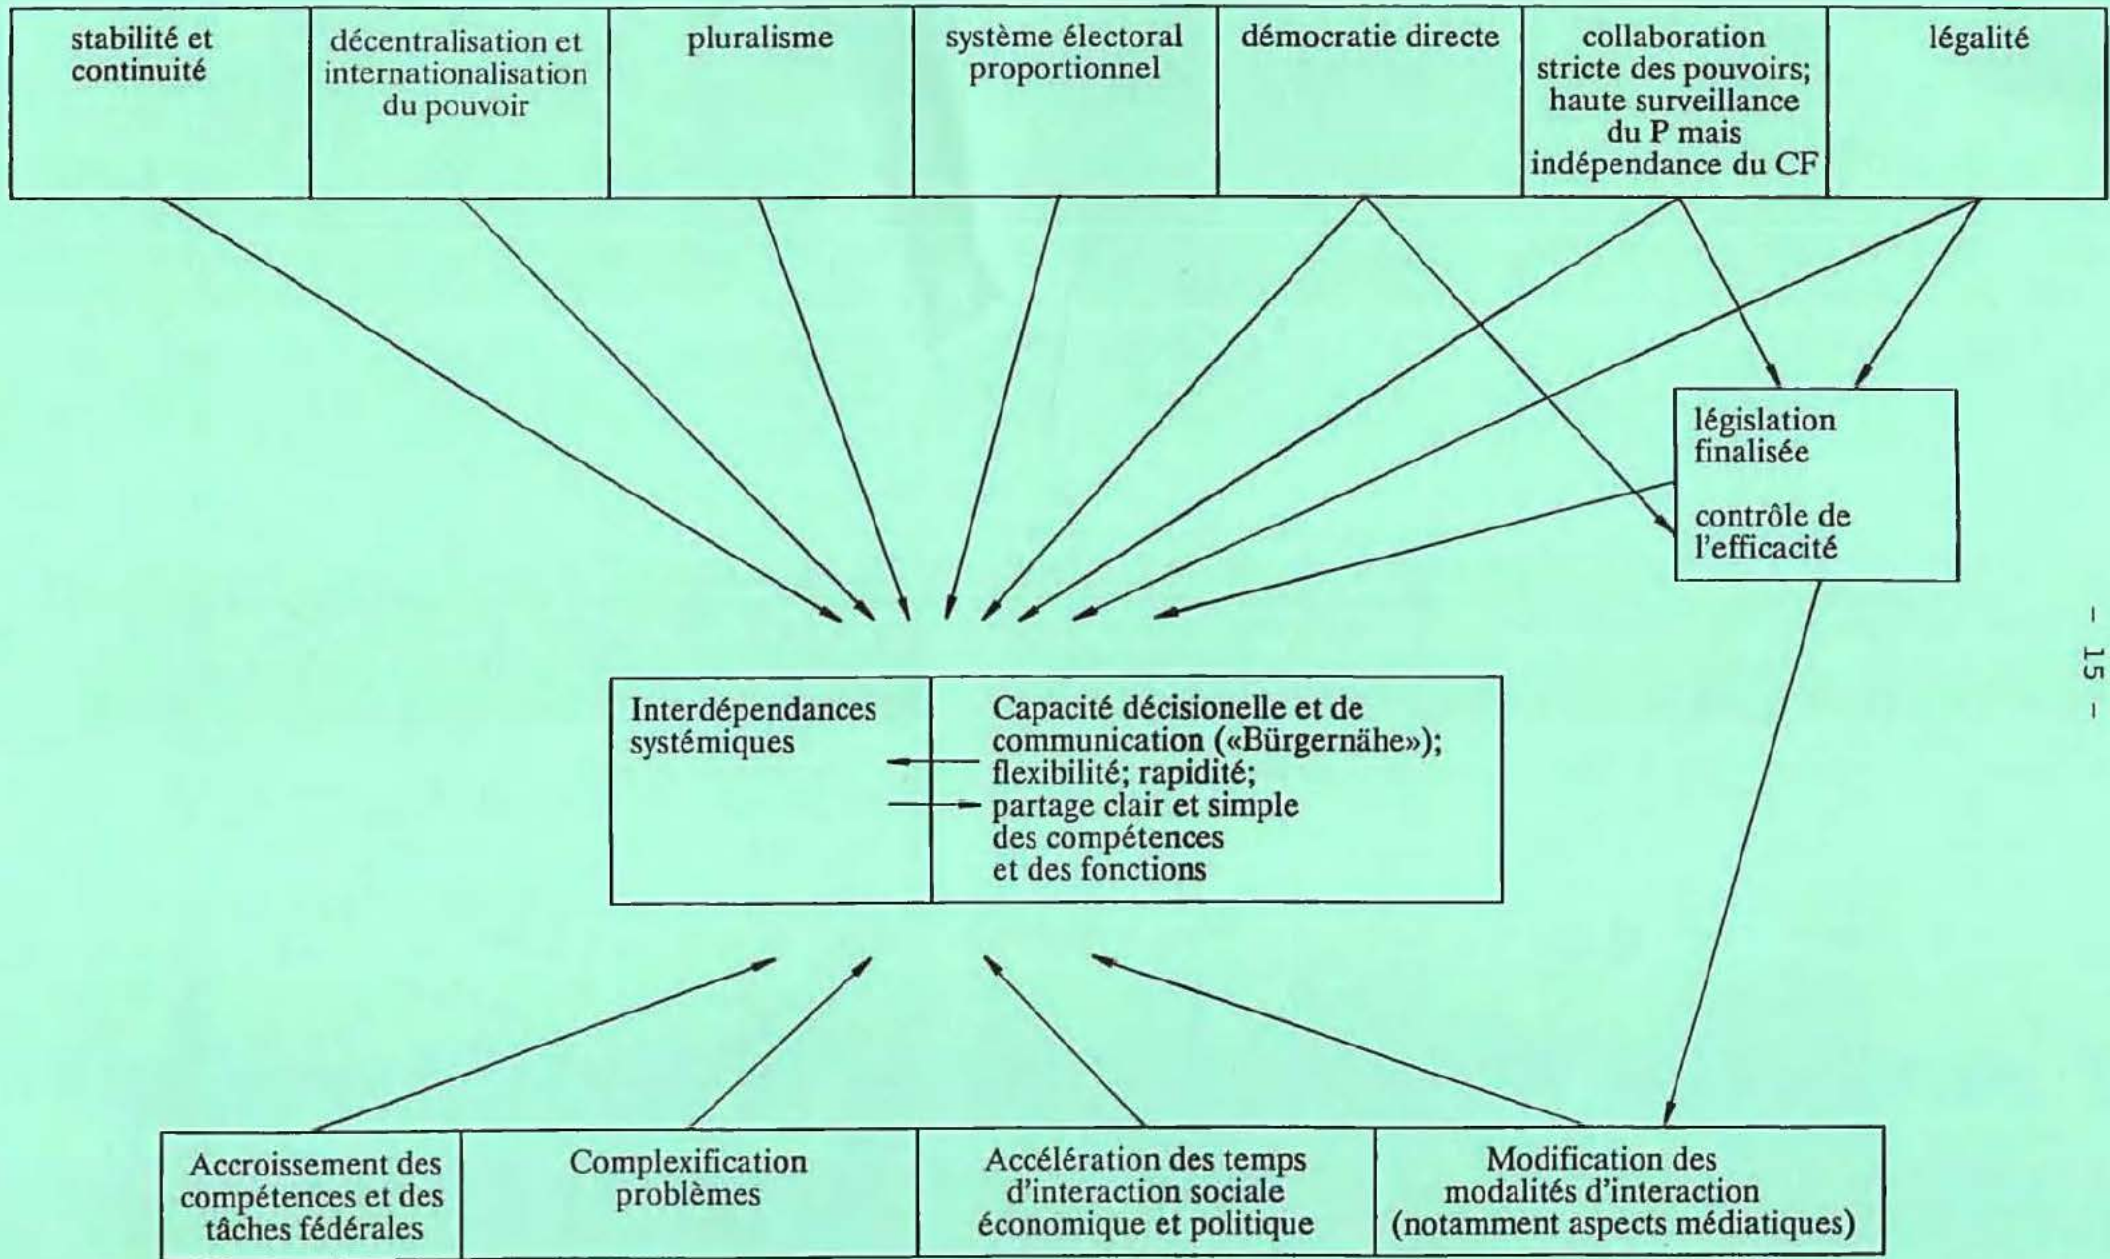 stabilité et
continuité
décentralisation et
internationalisation
du pouvoir
pluralisme
système électoral
proportionnel
démocratie directe
collaboration
stricte des pouvoirs;
haute surveillance
du P mais
indépendance du CF
légalité
législation
finalisée
contrôle de
l'efficacité
Interdépendances
systémiques
Capacité décisionelle et de
communication («Bürgernähe»);
flexibilité; rapidité;
partage clair et simple
des compétences
et des fonctions
Accroissement des
compétences et des
tâches fédérales
Complexification
problèmes
Accélération des temps
d'interaction sociale
économique et politique
Modification des
modalités d'interaction
(notamment aspects médiatiques)
- 15 -